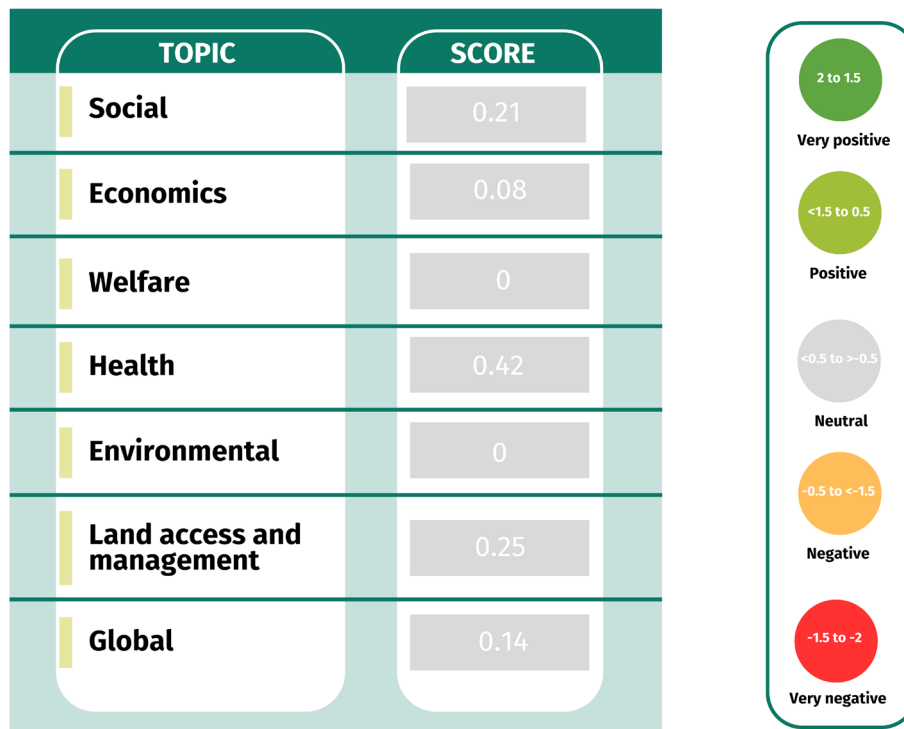 TOPIC SCORE
Social 0.21
Economics 0.08
Welfare 0
Health 0.42
Environmental 0
Land access and
management 0.25
Global 0.14
2 to 1.5
Very positive
<1.5 to 0.5
Positive
<0.5 to >-0.5
Neutral
-0.5 to <-1.5
Negative
-1.5 to -2
Very negative